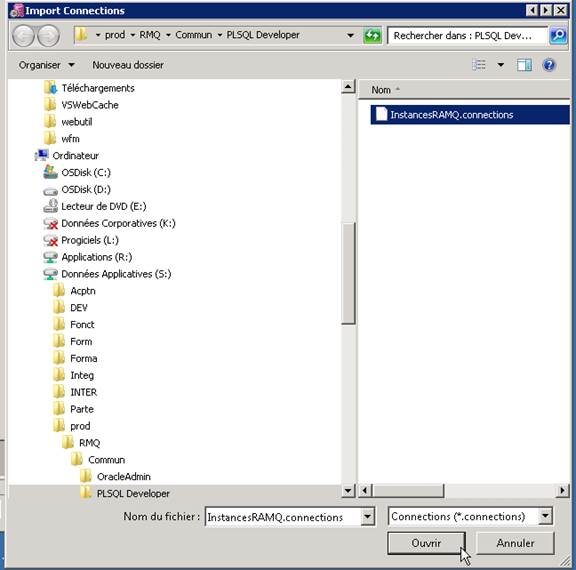 Import Connections
prod RMQ Commun PLSQL Developer
Rechercher dans : PLSQL Dev...
Organiser Nouveau dossier
Téléchargements
VSWebCache
webutil
wfm
Ordinateur
OSDisk (C:)
OSDisk (D:)
Lecteur de DVD (E:)
Données Corporatives (K:)
Progiciels (L:)
Applications (R:)
Données Applicatives (S:)
Acptn
DEV
Fonct
Form
Forma
Integ
INTER
Parte
prod
RMQ
Commun
OracleAdmin
PLSQL Developer
Nom
InstancesRAMQ.connections
Nom du fichier : InstancesRAMQ.connections Connections (*.connections)
Ouvrir Annuler